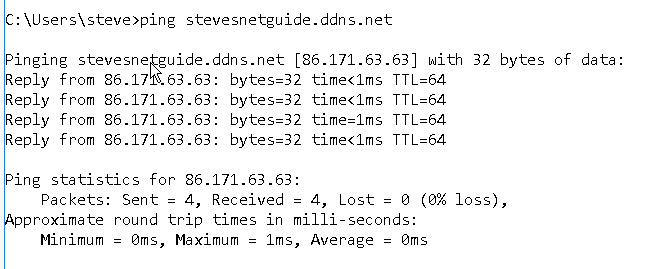 C:\Users\steve>ping stevesnetguide.ddns.net
Pinging stevesnetguide.ddns.net [86.171.63.63] with 32 bytes of data:
Reply from 86.171.63.63: bytes=32 time<1ms TTL=64
Reply from 86.171.63.63: bytes=32 time<1ms TTL=64
Reply from 86.171.63.63: bytes=32 time=1ms TTL=64
Reply from 86.171.63.63: bytes=32 time<1ms TTL=64
Ping statistics for 86.171.63.63:
Packets: Sent = 4, Received = 4, Lost = 0 (0% loss),
Approximate round trip times in milli-seconds:
Minimum = 0ms, Maximum = 1ms, Average = 0ms